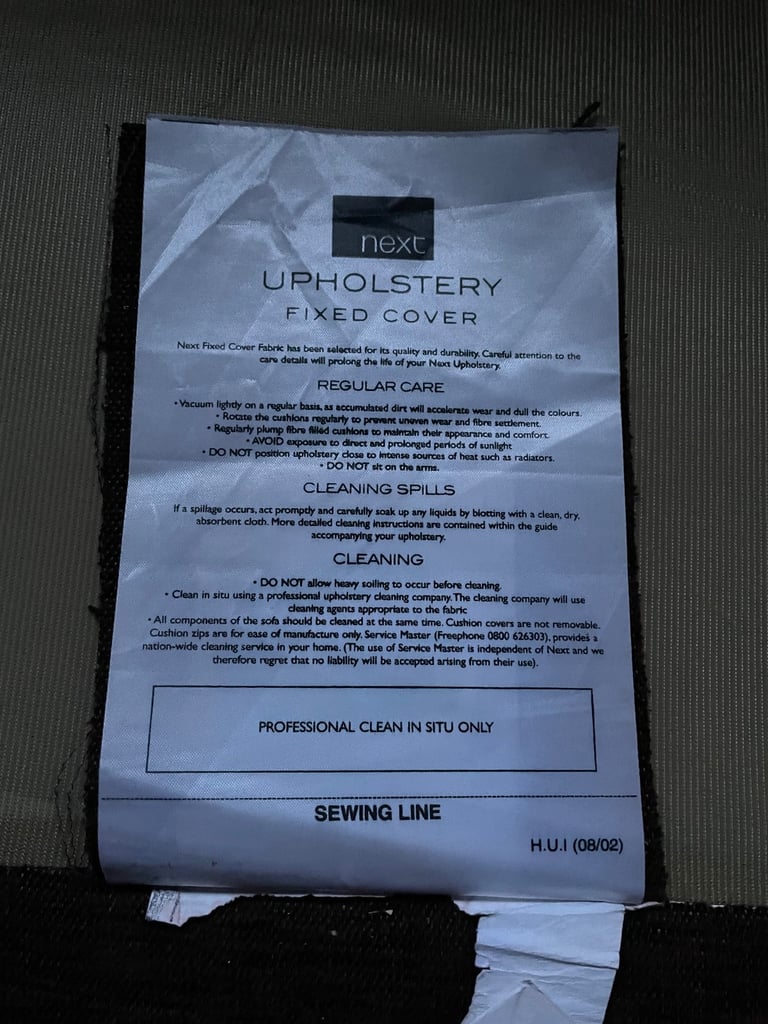 next
UPHOLSTERY
FIXED COVER
Next Fixed Cover Fabric has been selected for its quality and durability. Careful attention to the
care details will prolong the life of your Next Upholstery.
REGULAR CARE
• Vacuum lightly on a regular basis, as accumulated dirt will accelerate wear and dull the colours.
• Rotate the cushions regularly to prevent uneven wear and fibre settlement.
• Regularly plump fibre filled cushions to maintain their appearance and comfort.
• AVOID exposure to direct and prolonged periods of sunlight
• DO NOT position upholstery close to intense sources of heat such as radiators.
• DO NOT sit on the arms.
CLEANING SPILLS
If a spillage occurs, act promptly and carefully soak up any liquids by blotting with a clean, dry,
absorbent cloth. More detailed cleaning instructions are contained within the guide
accompanying your upholstery.
CLEANING
• DO NOT allow heavy soiling to occur before cleaning.
• Clean in situ using a professional upholstery cleaning company. The cleaning company will use
cleaning agents appropriate to the fabric
• All components of the sofa should be cleaned at the same time. Cushion covers are not removable.
Cushion zips are for ease of manufacture only. Service Master (Freephone 0800 626303), provides a
nation-wide cleaning service in your home. (The use of Service Master is independent of Next and we
therefore regret that no liability will be accepted arising from their use).
PROFESSIONAL CLEAN IN SITU ONLY
SEWING LINE
H.U.I (08/02)